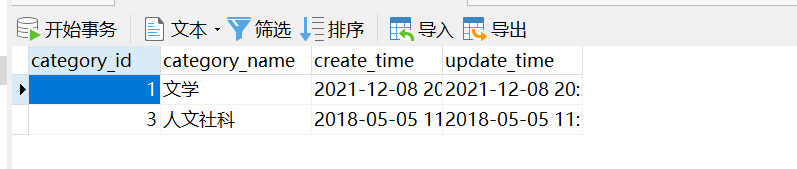 开始事务 文本 筛选 排序 导入 导出
category_id category_name create_time update_time
1 文学 2021-12-08 20 2021-12-08 20:
3 人文社科 2018-05-05 11 2018-05-05 11: